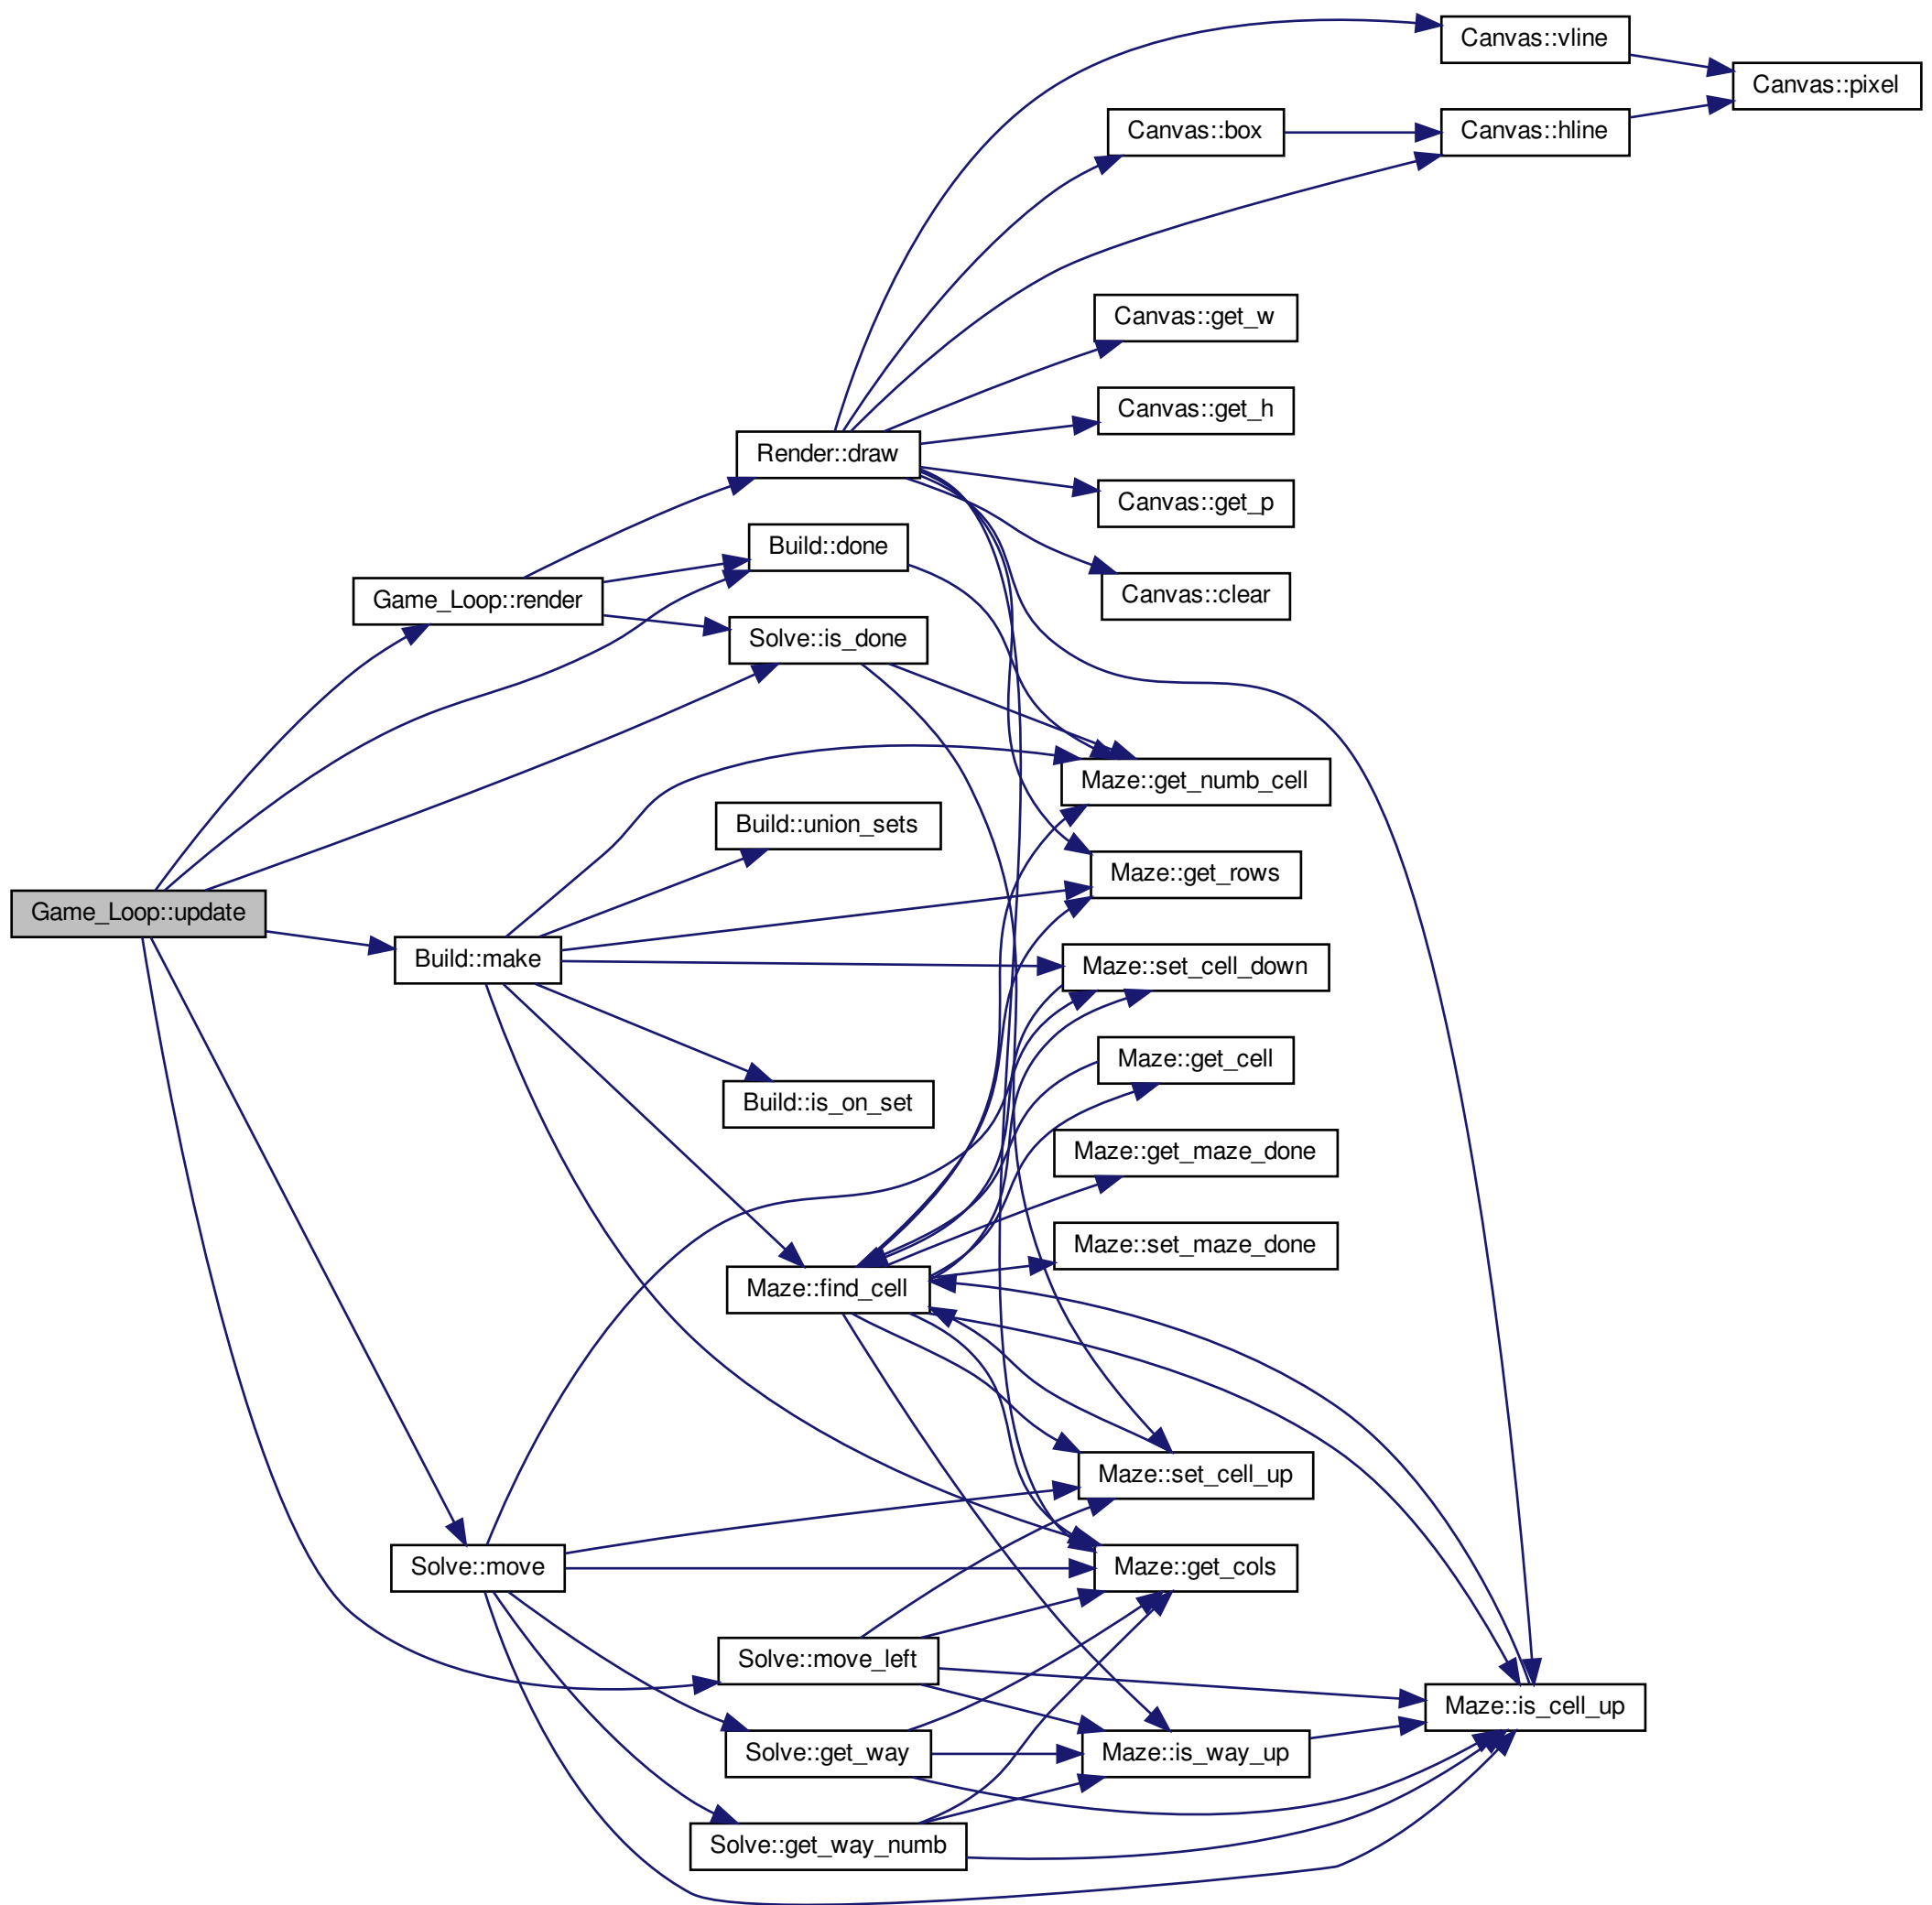 Canvas::vline
Canvas::pixel
Canvas::box
Canvas::hline
Canvas::get_w
Canvas::get_h
Render::draw
Canvas::get_p
Build::done
Canvas::clear
Game_Loop::render
Solve::is_done
Maze::get_numb_cell
Build::union_sets
Maze::get_rows
Game_Loop::update
Build::make
Maze::set_cell_down
Maze::get_cell
Build::is_on_set
Maze::get_maze_done
Maze::set_maze_done
Maze::find_cell
Maze::set_cell_up
Solve::move
Maze::get_cols
Solve::move_left
Maze::is_cell_up
Solve::get_way
Maze::is_way_up
Solve::get_way_numb